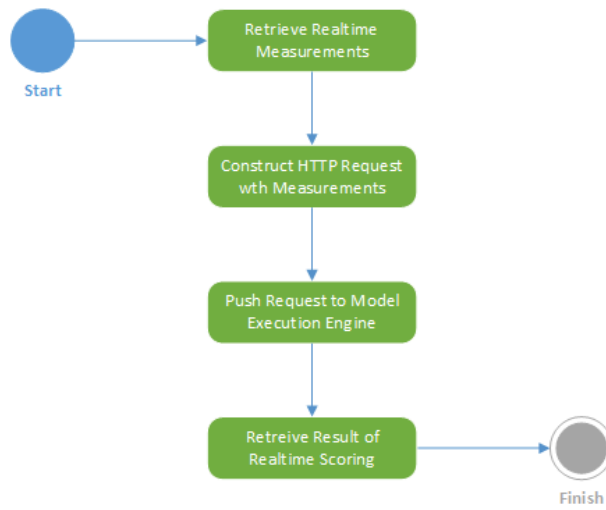 Retrieve Realtime
Measurements
Start
Construct HTTP Request
wth Measurements
Push Request to Model
Execution Engine
Retreive Result of
Realtime Scoring
Finish